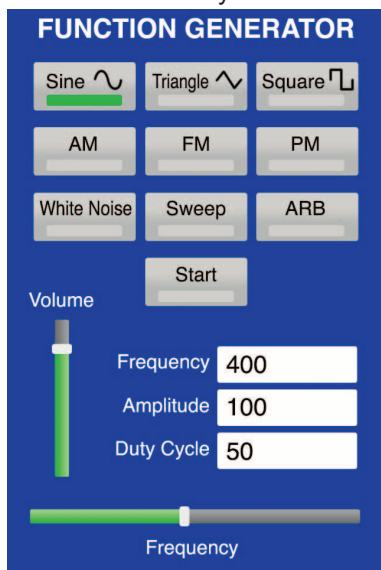 FUNCTION GENERATOR
Sine Triangle Square
AM FM PM
White Noise Sweep ARB
Start
Volume
Frequency 400
Amplitude 100
Duty Cycle 50
Frequency